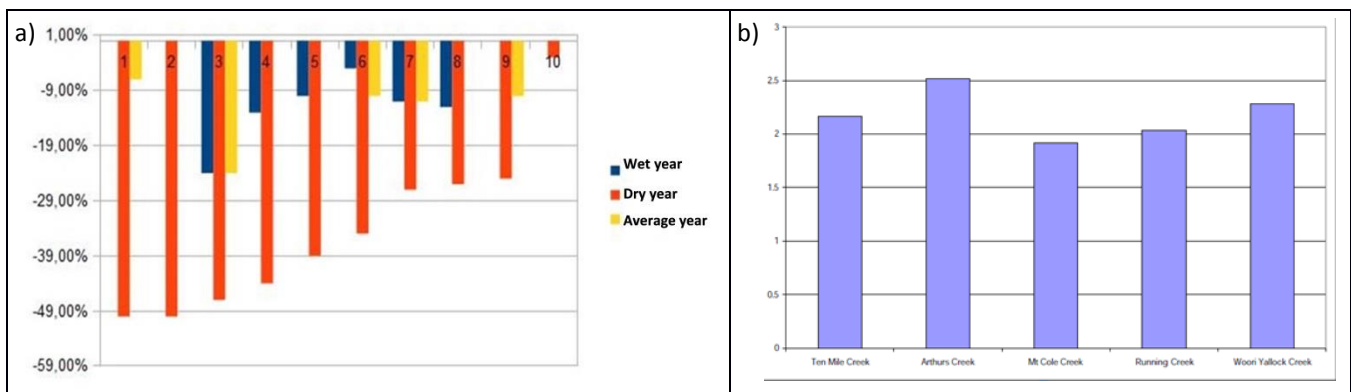 a)
1,00%
1 2 3 4 5 6 7 8 9 10
-9,00%
-19,00%
-29,00%
-39,00%
-49,00%
-59,00%
Wet year
Dry year
Average year
b)
3
2.5
2
1.5
1
0.5
0
Ten Mile Creek Arthurs Creek Mt Cole Creek Running Creek Woori Yallock Creek